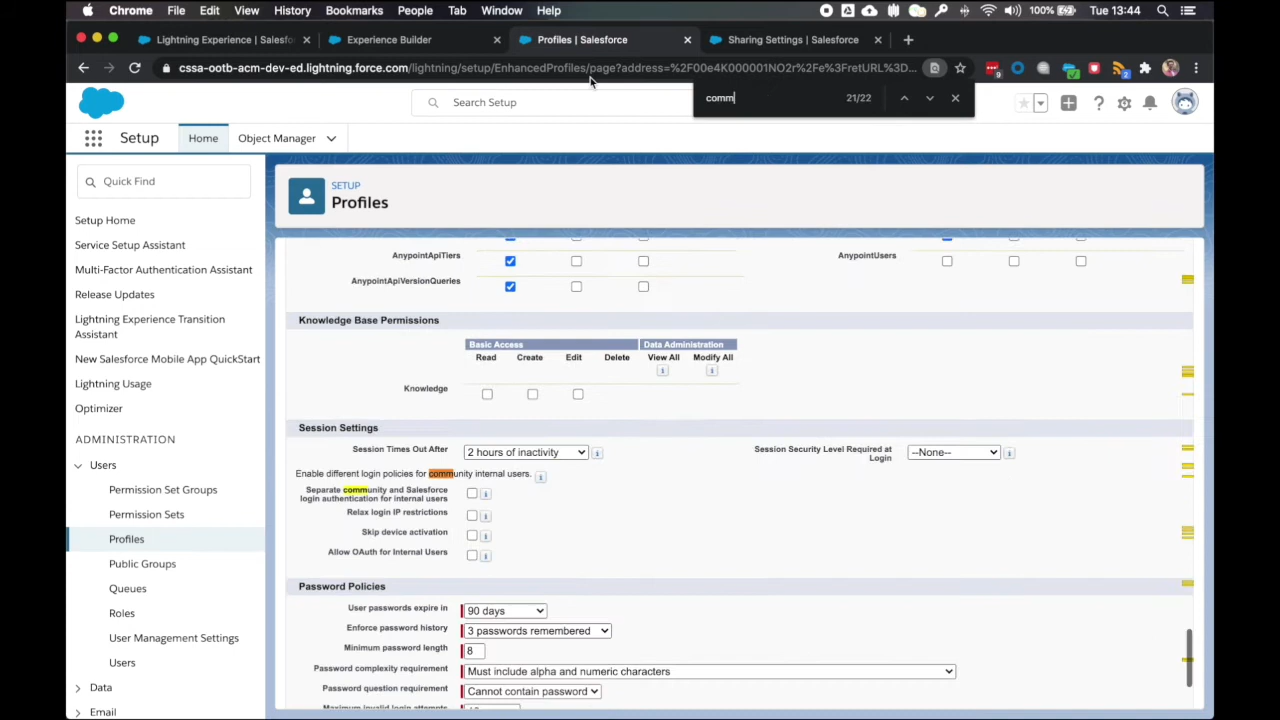 Chrome File Edit View History Bookmarks People Tab Window Help 100% Tue 13:44
Lightning Experience | Salesfo Experience Builder Profiles | Salesforce Sharing Settings | Salesforce
cssa-ootb-acm-dev-ed.lightning.force.com/lightning/setup/EnhancedProfiles/page?address=%2F00e4K000001NO2r%2Fe%3FretURL%3D... 9 2
comm 21/22
Search Setup
Setup Home Object Manager
Quick Find
Setup Home
Service Setup Assistant
Multi-Factor Authentication Assistant
Release Updates
Lightning Experience Transition
Assistant
New Salesforce Mobile App QuickStart
Lightning Usage
Optimizer
ADMINISTRATION
Users
Permission Set Groups
Permission Sets
Profiles
Public Groups
Queues
Roles
User Management Settings
Users
Data
Email
SETUP
Profiles
AnypointApiTiers AnypointUsers
AnypointApiVersionQueries
Knowledge Base Permissions
Basic Access Data Administration
Read Create Edit Delete View All Modify All
Knowledge
Session Settings
Session Times Out After 2 hours of inactivity Session Security Level Required at
Login --None--
Enable different login policies for community internal users.
Separate community and Salesforce
login authentication for internal users
Relax login IP restrictions
Skip device activation
Allow OAuth for Internal Users
Password Policies
User passwords expire in 90 days
Enforce password history 3 passwords remembered
Minimum password length 8
Password complexity requirement Must include alpha and numeric characters
Password question requirement Cannot contain password
Maximum invalid login attempts